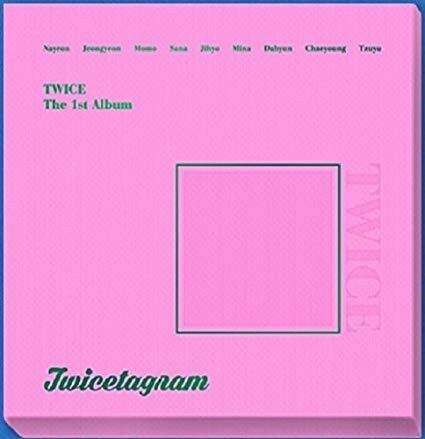 Nayeon Jeongyeon Momo Sana Jihyo Mina Dahyun Chaeyoung Tzuyu
TWICE
The 1st Album
TWICE
Twicetagram